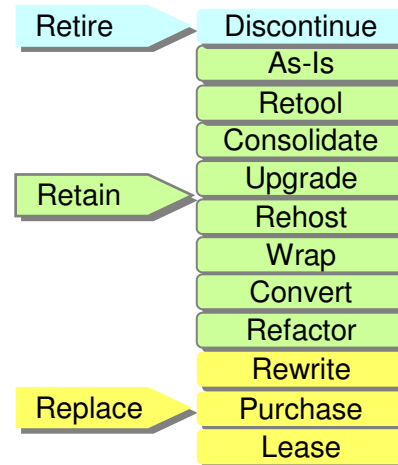 Retire
Discontinue
As-Is
Retool
Consolidate
Upgrade
Retain
Rehost
Wrap
Convert
Refactor
Rewrite
Replace
Purchase
Lease